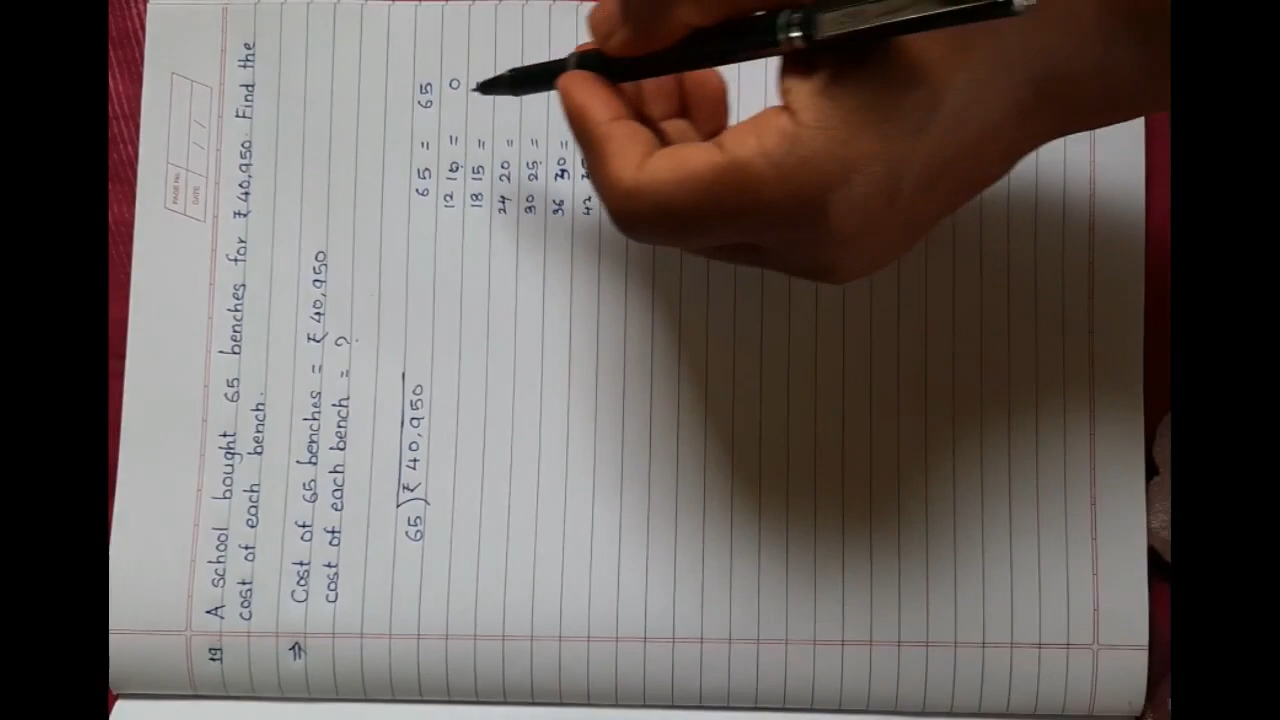 PAGE No.
DATE / /
19. A school bought 65 benches for ₹ 40,950. Find the
cost of each bench.
⇒ Cost of 65 benches = ₹ 40,950
cost of each bench = ?
65 ) ₹ 40,950
65 = 65
12 10 = 0
18 15 =
24 20 =
30 25 =
36 30 =
42